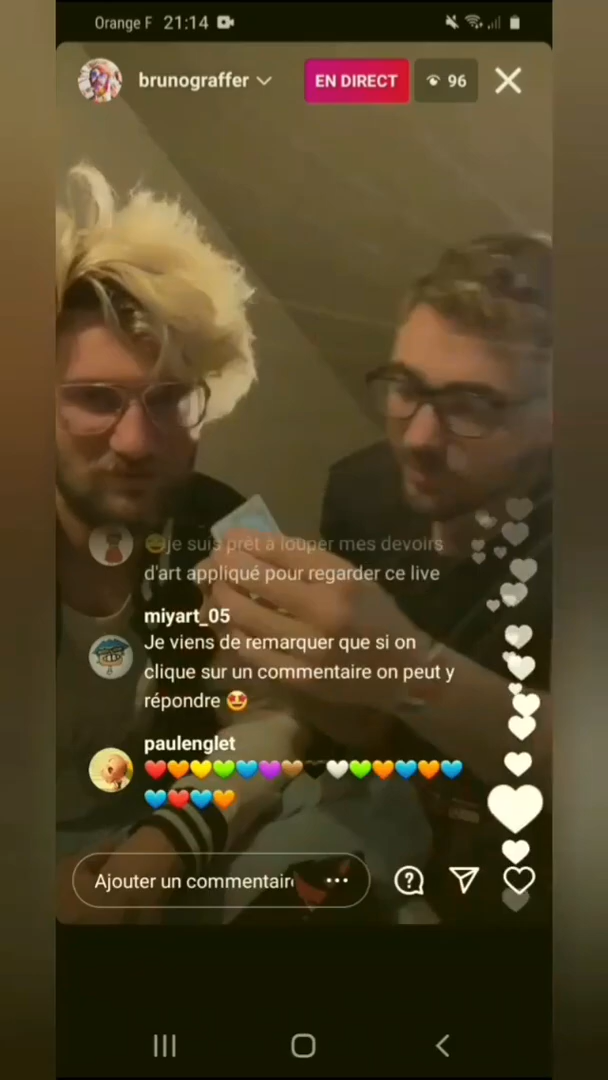 Orange F 21:14
brunograffer
EN DIRECT
96
😅je suis prêt à louper mes devoirs
d'art appliqué pour regarder ce live
miyart_05
Je viens de remarquer que si on
clique sur un commentaire on peut y
répondre 🤩
paulenglet
❤️🧡💛💚💙💜🤎🖤🤍💚🧡💙🧡💙
💙❤️💙🧡
Ajouter un commentair